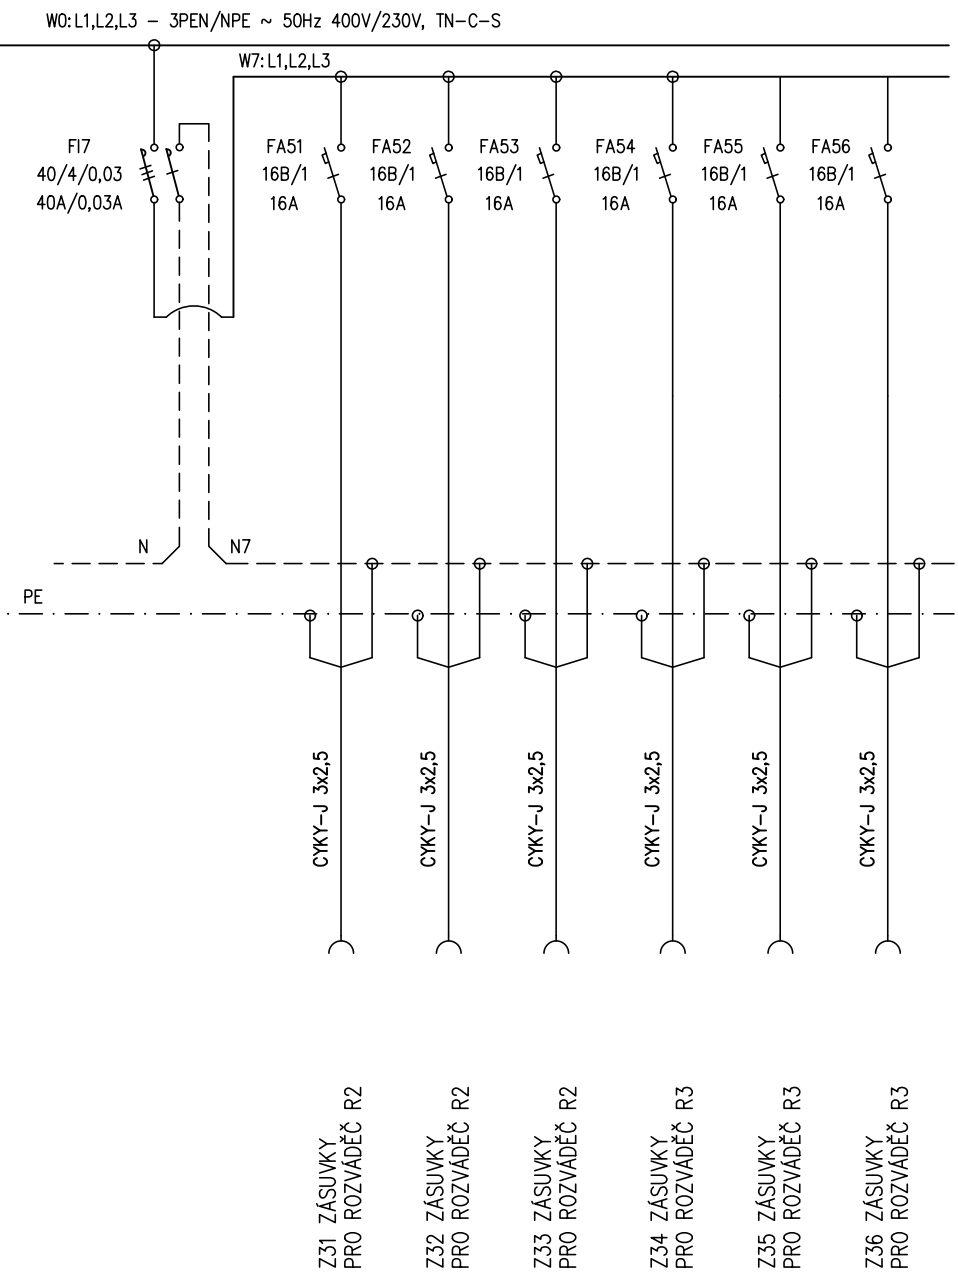 W0:L1,L2,L3 – 3PEN/NPE ~ 50Hz 400V/230V, TN–C–S
W7:L1,L2,L3
FI7
40/4/0,03
40A/0,03A
FA51
16B/1
16A
FA52
16B/1
16A
FA53
16B/1
16A
FA54
16B/1
16A
FA55
16B/1
16A
FA56
16B/1
16A
N
N7
PE
CYKY–J 3x2,5
CYKY–J 3x2,5
CYKY–J 3x2,5
CYKY–J 3x2,5
CYKY–J 3x2,5
CYKY–J 3x2,5
Z31 ZÁSUVKY
PRO ROZVÁDĚČ R2
Z32 ZÁSUVKY
PRO ROZVÁDĚČ R2
Z33 ZÁSUVKY
PRO ROZVÁDĚČ R2
Z34 ZÁSUVKY
PRO ROZVÁDĚČ R3
Z35 ZÁSUVKY
PRO ROZVÁDĚČ R3
Z36 ZÁSUVKY
PRO ROZVÁDĚČ R3